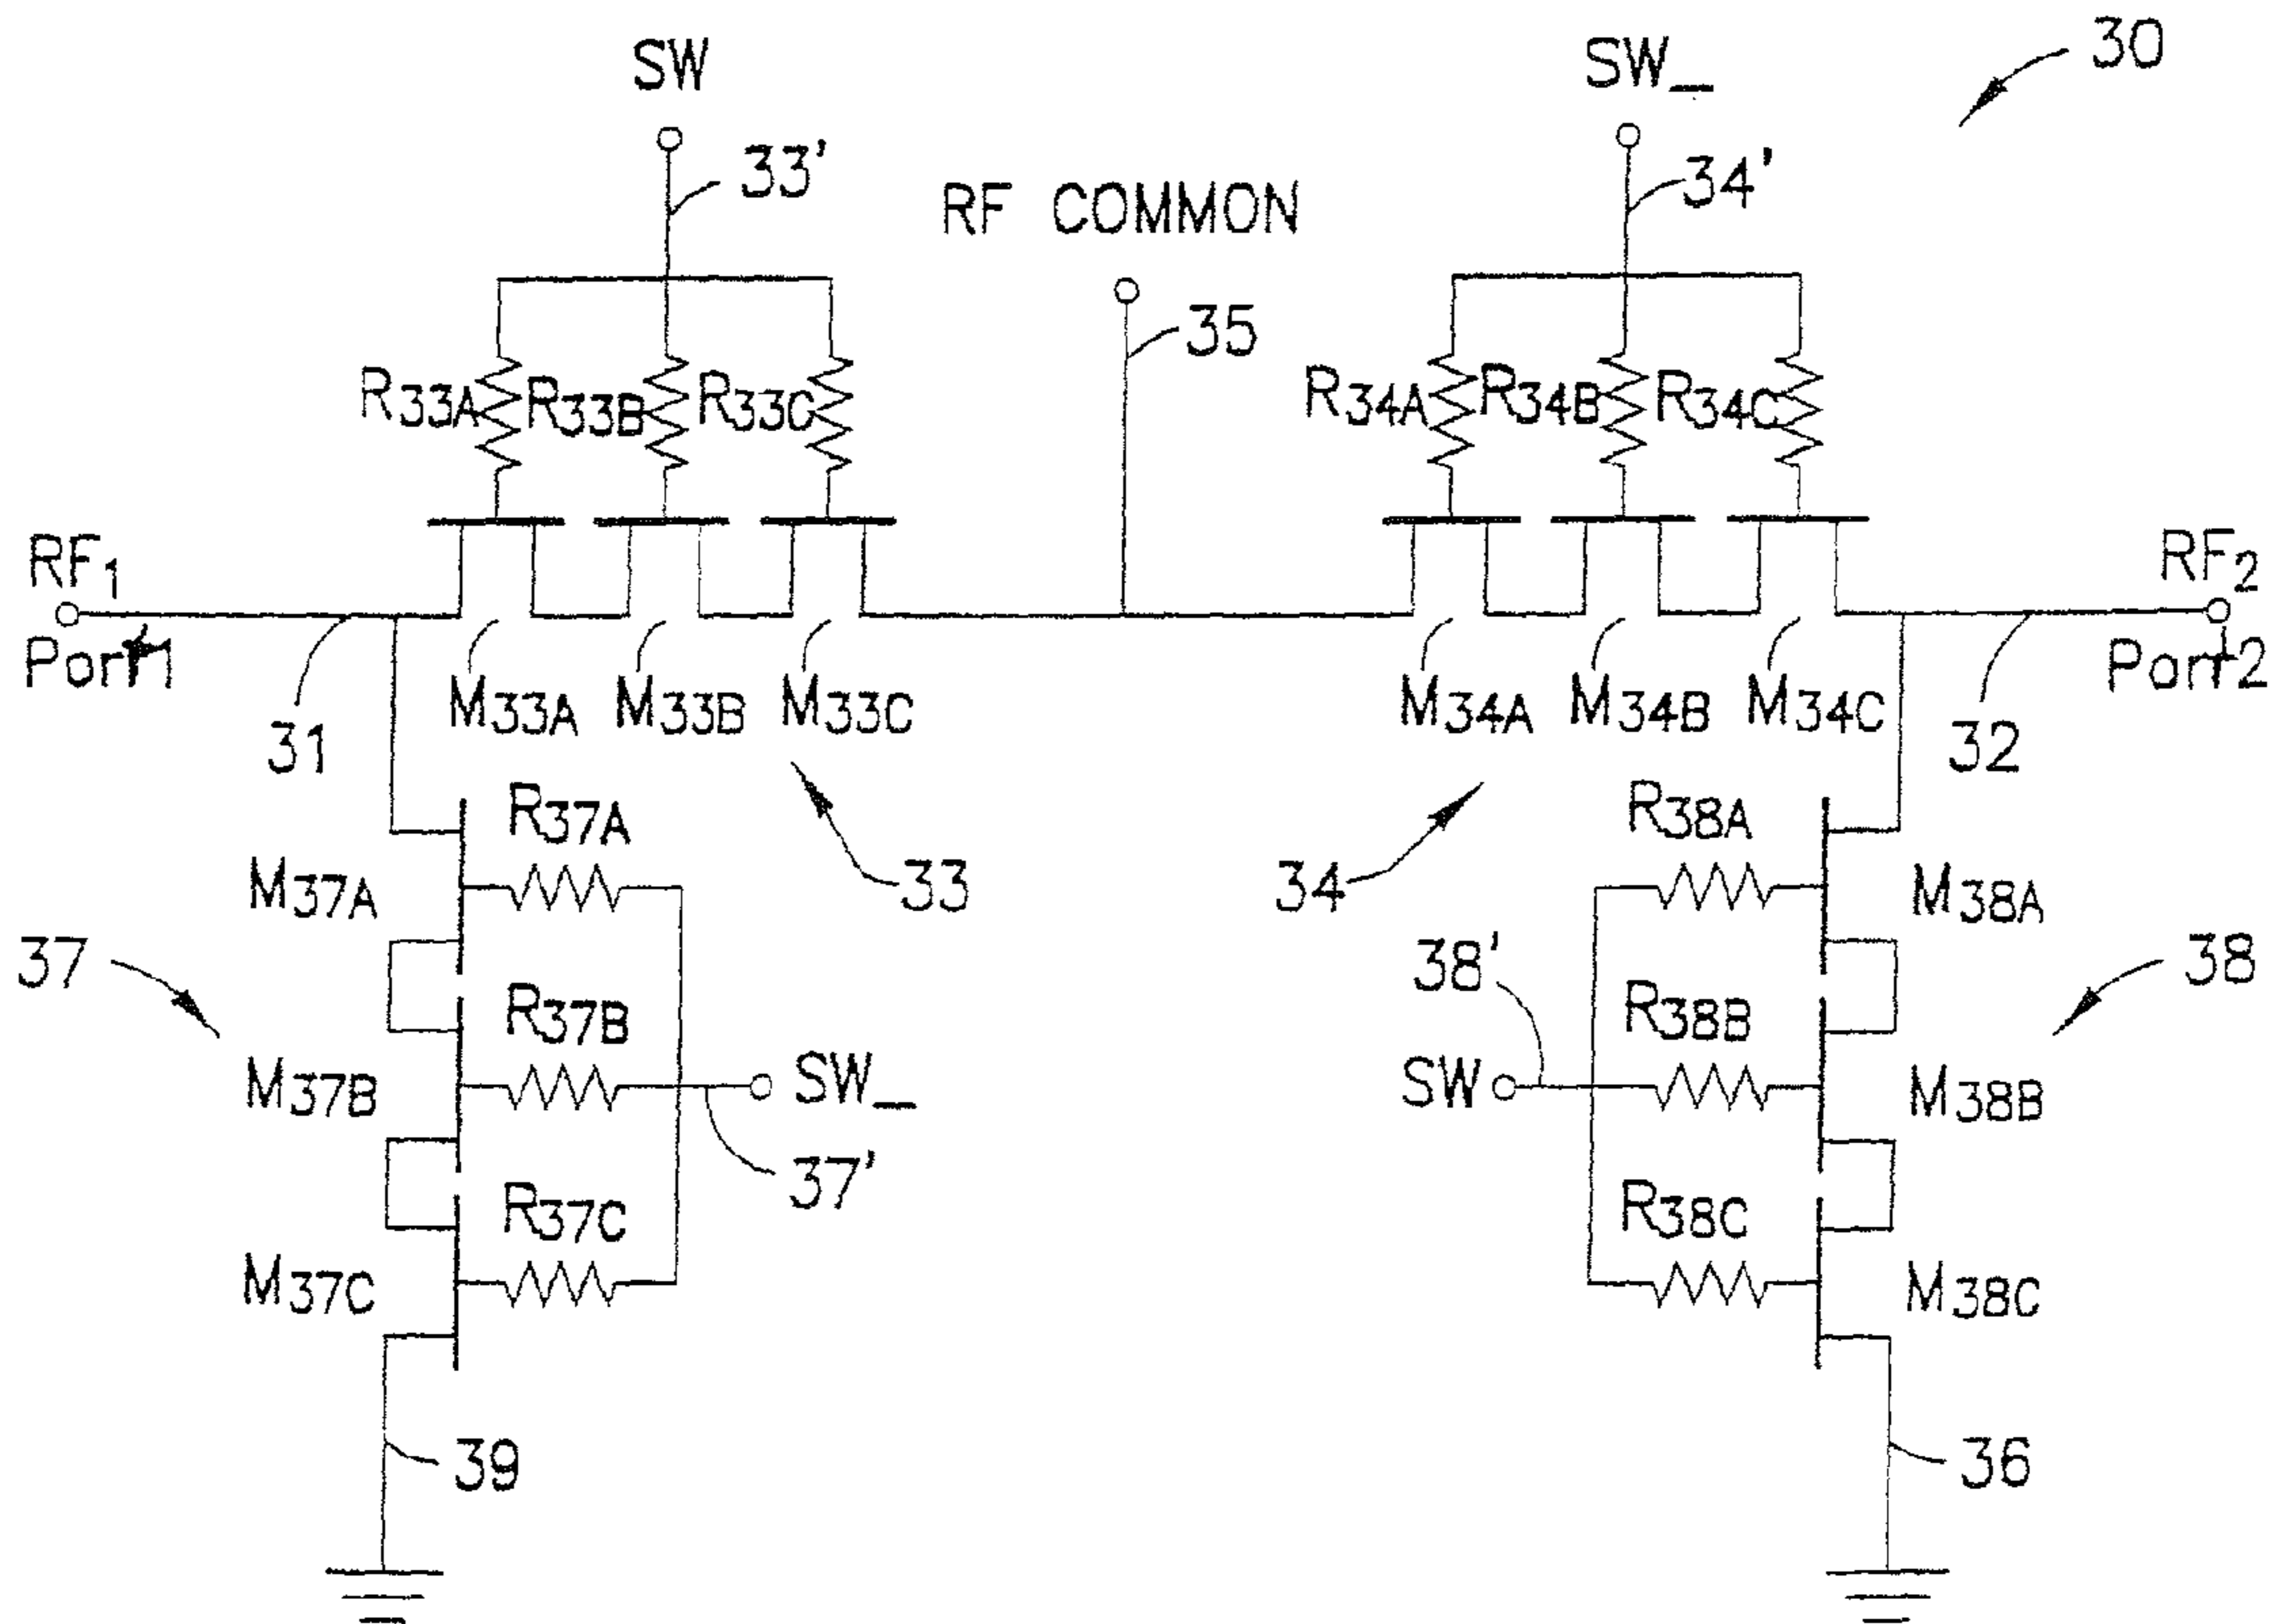 30
SW
SW_
33'
34'
RF COMMON
35
R33A
R33B
R33C
R34A
R34B
R34C
RF1
Port1
RF2
Port2
31
M33A
M33B
M33C
M34A
M34B
M34C
32
R37A
R38A
33
34
M37A
M38A
37
38
R37B
38'
R38B
M37B
SW_
SW
M38B
37'
R37C
R38C
M37C
M38C
39
36